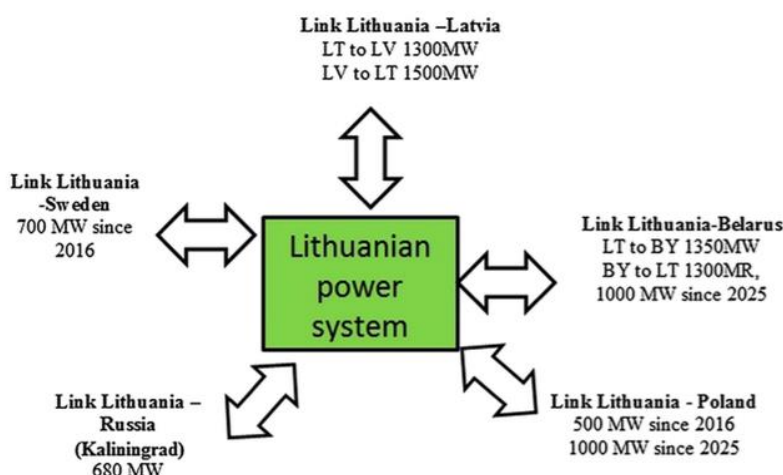 Link Lithuania –Latvia
LT to LV 1300MW
LV to LT 1500MW
Link Lithuania
-Sweden
700 MW since
2016
Lithuanian
power
system
Link Lithuania-Belarus
LT to BY 1350MW
BY to LT 1300MR,
1000 MW since 2025
Link Lithuania –
Russia
(Kaliningrad)
680 MW
Link Lithuania - Poland
500 MW since 2016
1000 MW since 2025